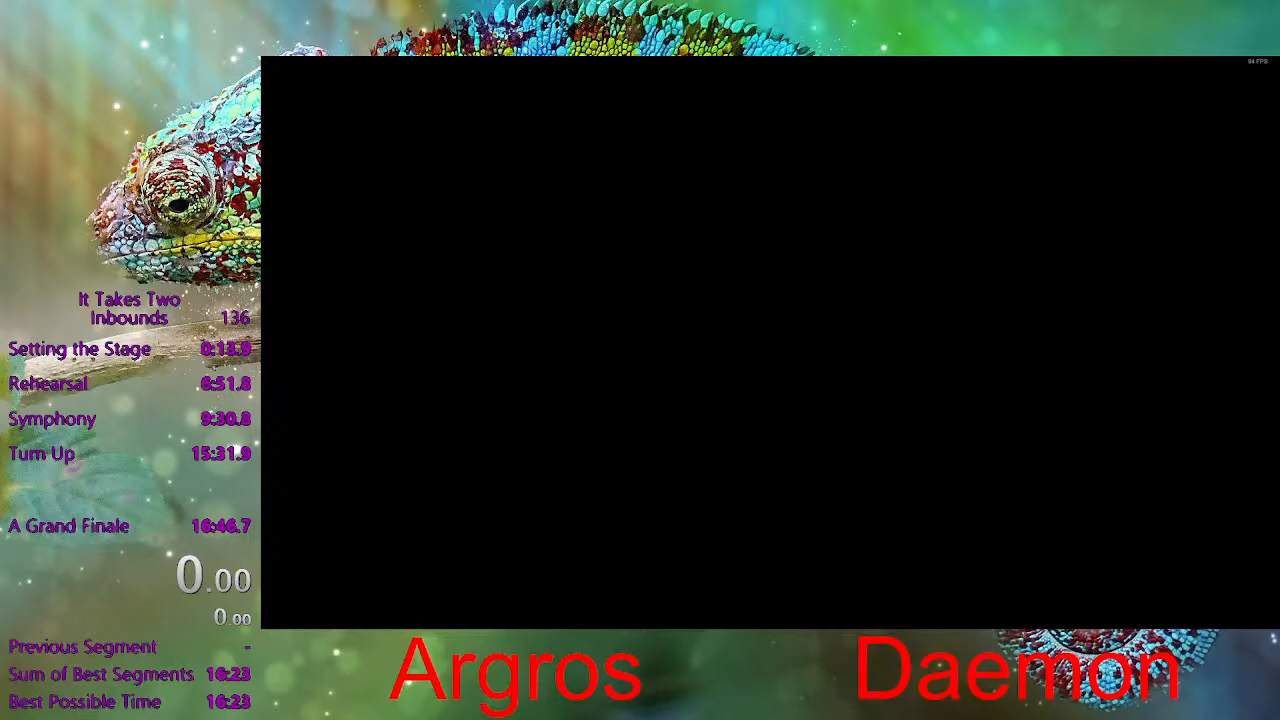 94 FPS
It Takes Two
Inbounds 136
Setting the Stage 0:13.9
Rehearsal 6:51.8
Symphony 9:30.8
Turn Up 15:31.9
A Grand Finale 16:46.7
0.00
0.00
Previous Segment -
Sum of Best Segments 16:23
Best Possible Time 16:23
Argros Daemon